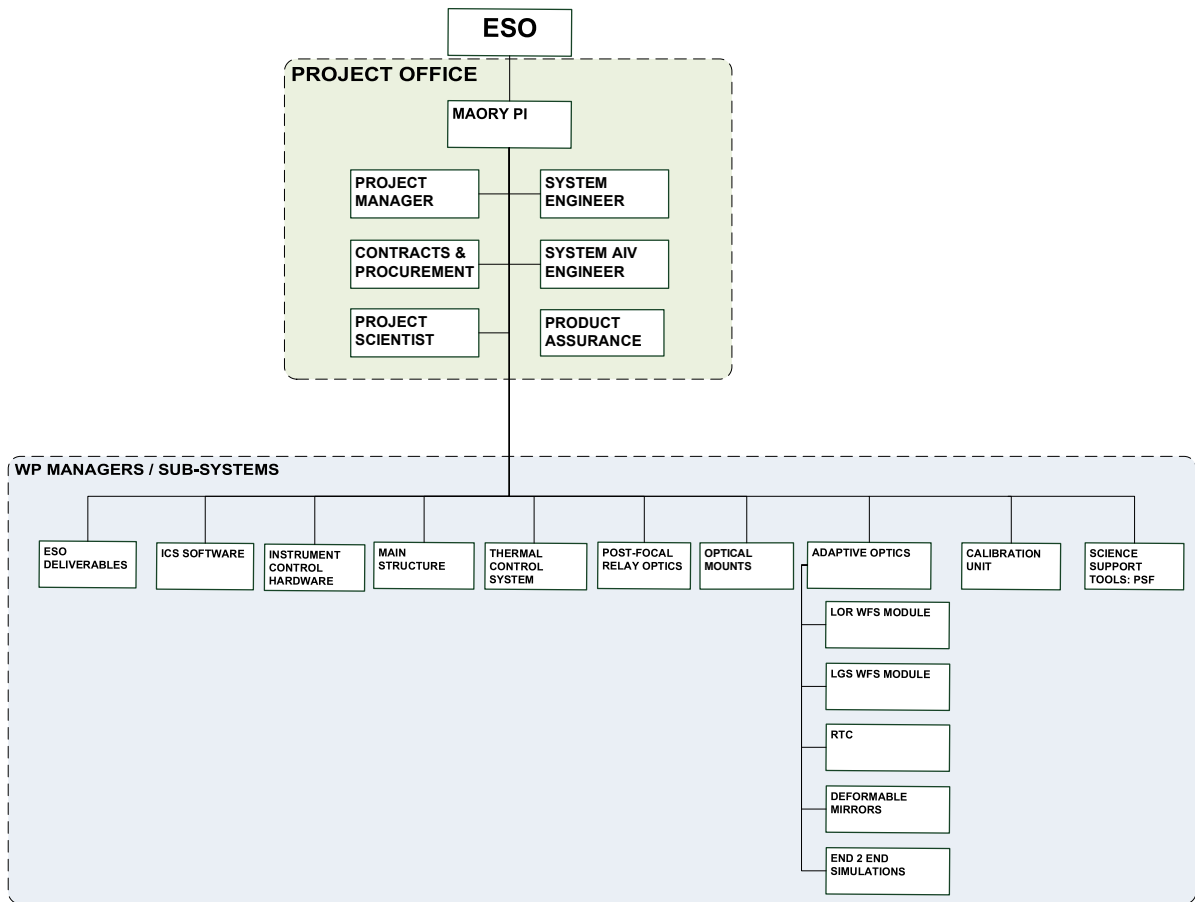 ESO
PROJECT OFFICE
MAORY PI
PROJECT
MANAGER
SYSTEM
ENGINEER
CONTRACTS &
PROCUREMENT
SYSTEM AIV
ENGINEER
PROJECT
SCIENTIST
PRODUCT
ASSURANCE
WP MANAGERS / SUB-SYSTEMS
ESO
DELIVERABLES
ICS SOFTWARE
INSTRUMENT
CONTROL
HARDWARE
MAIN
STRUCTURE
THERMAL
CONTROL
SYSTEM
POST-FOCAL
RELAY OPTICS
OPTICAL
MOUNTS
ADAPTIVE OPTICS
CALIBRATION
UNIT
SCIENCE
SUPPORT
TOOLS: PSF
LOR WFS MODULE
LGS WFS MODULE
RTC
DEFORMABLE
MIRRORS
END 2 END
SIMULATIONS